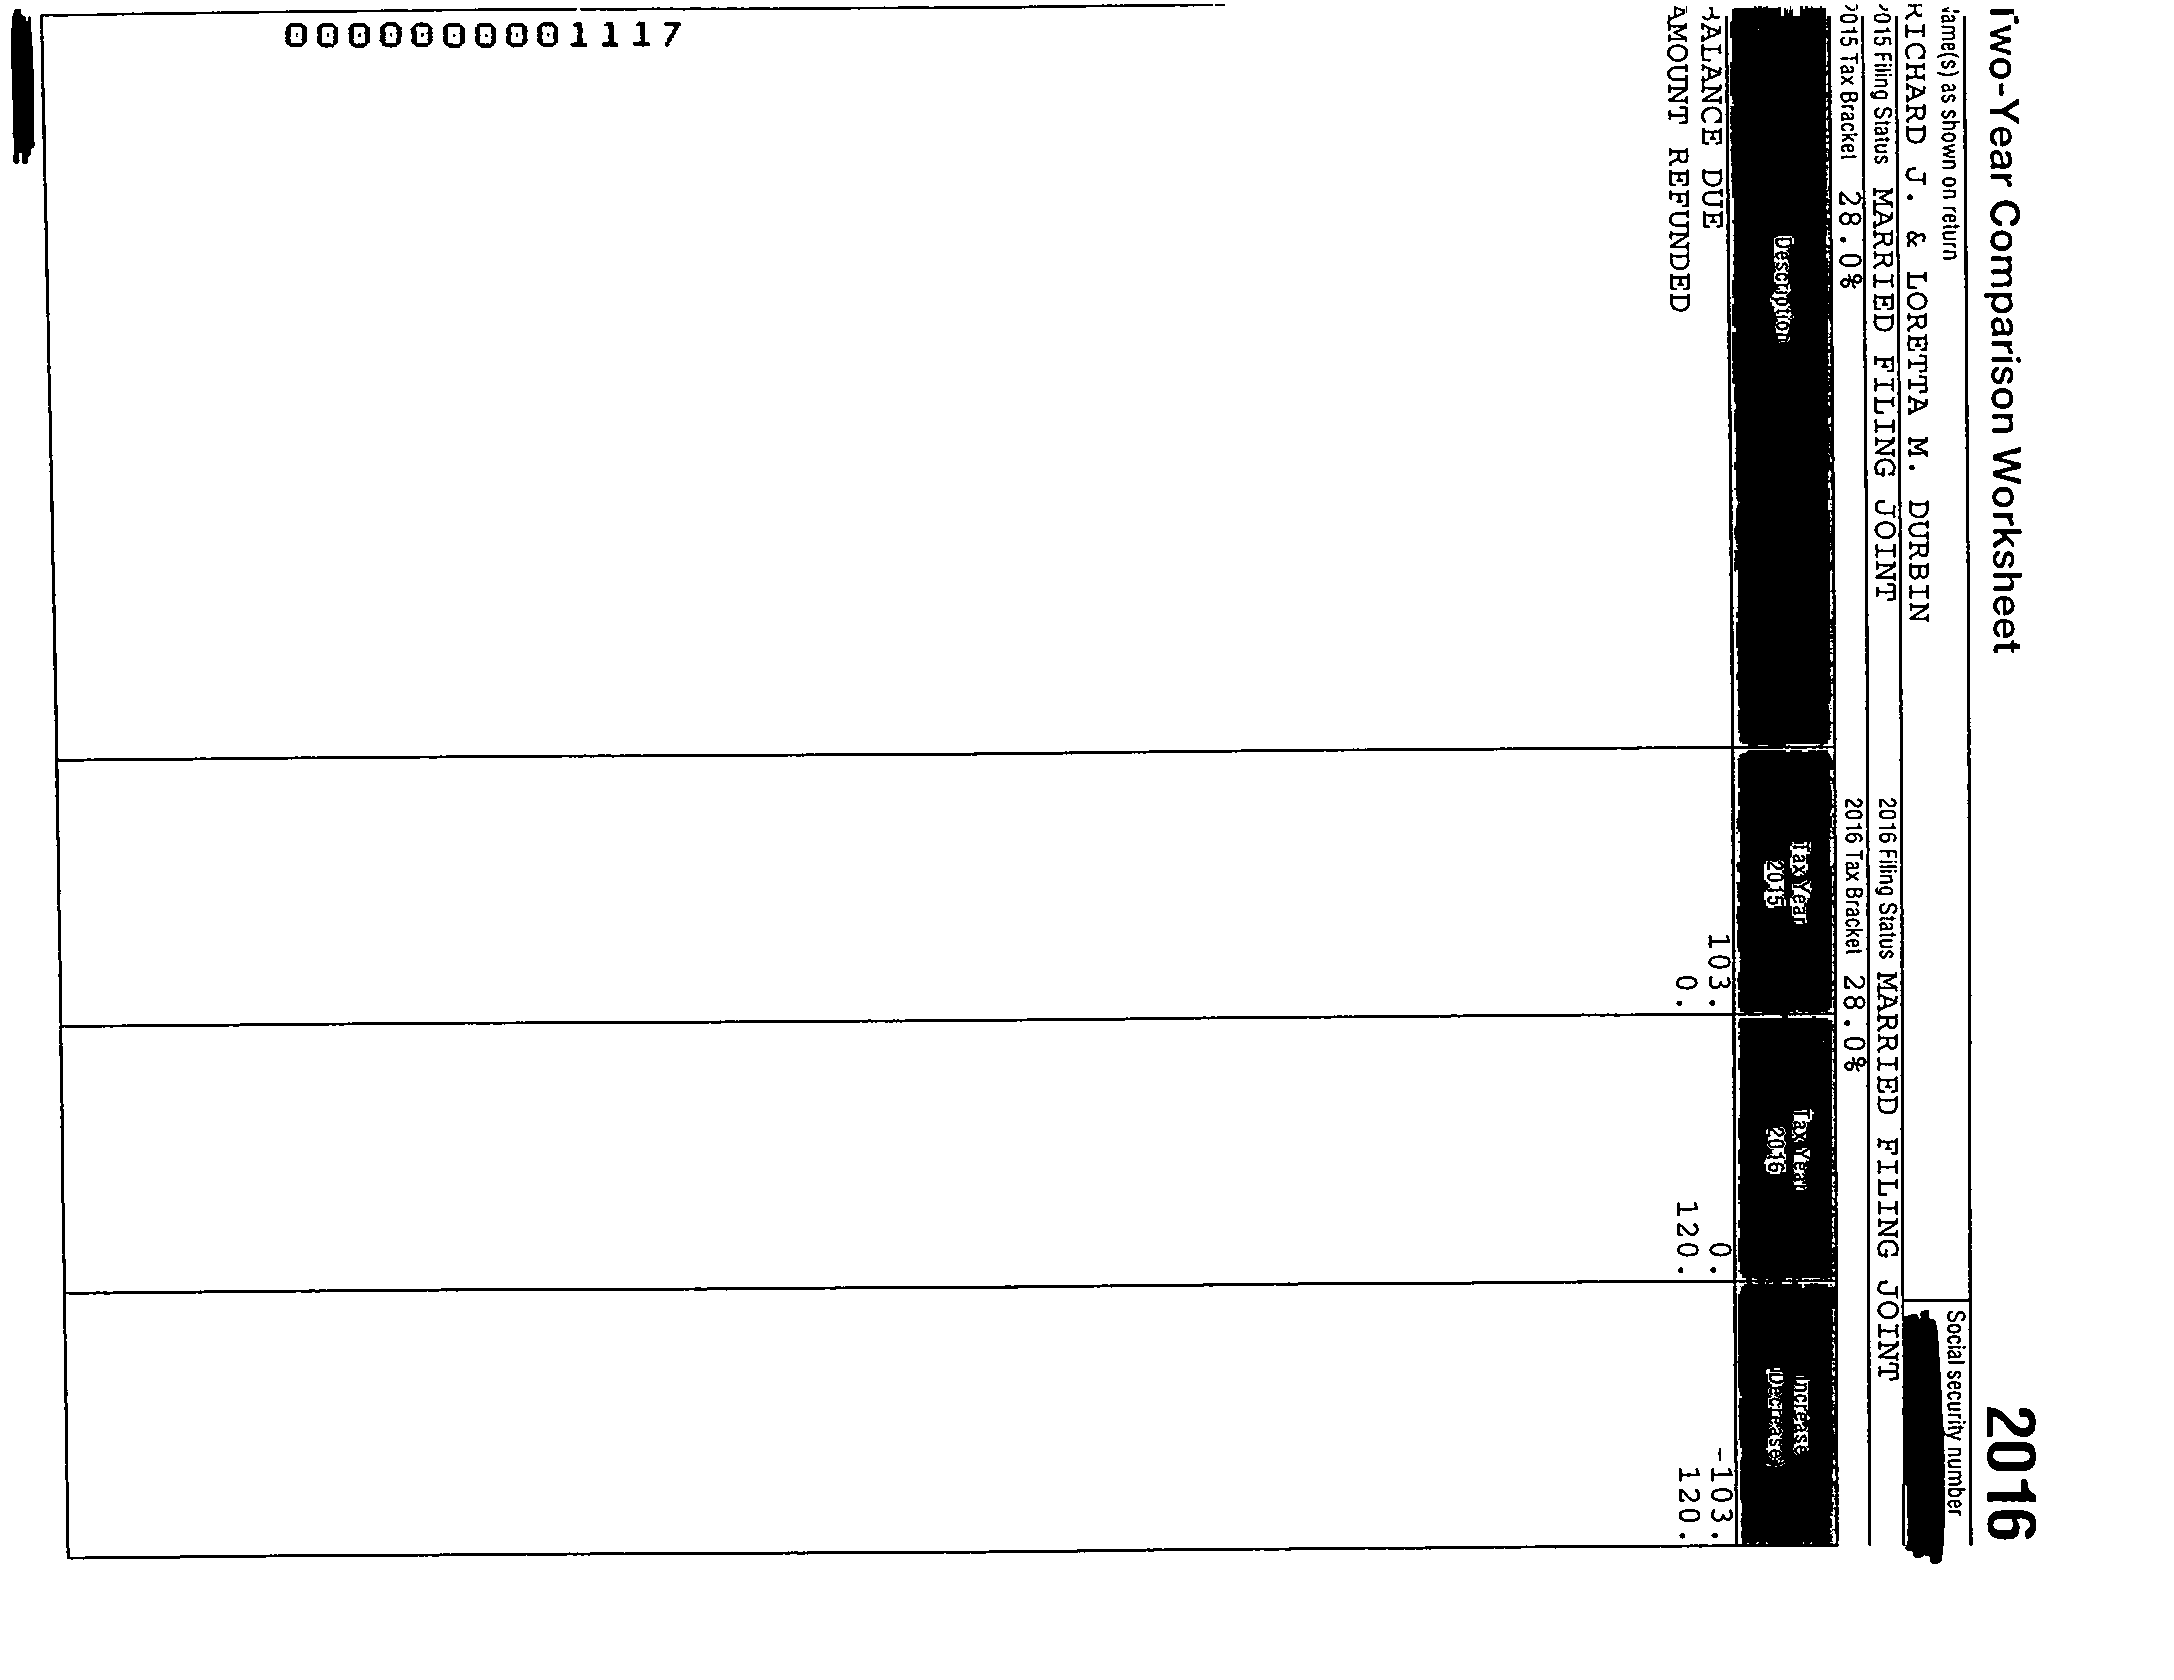 Two-Year Comparison Worksheet 2016
Name(s) as shown on return Social security number
RICHARD J. & LORETTA M. DURBIN
2015 Filing Status MARRIED FILING JOINT 2016 Filing Status MARRIED FILING JOINT
2015 Tax Bracket 28.0% 2016 Tax Bracket 28.0%
Description Tax Year 2015 Tax Year 2016 Increase (Decrease)
BALANCE DUE 103. 0. -103.
AMOUNT REFUNDED 0. 120. 120.
0000000001117